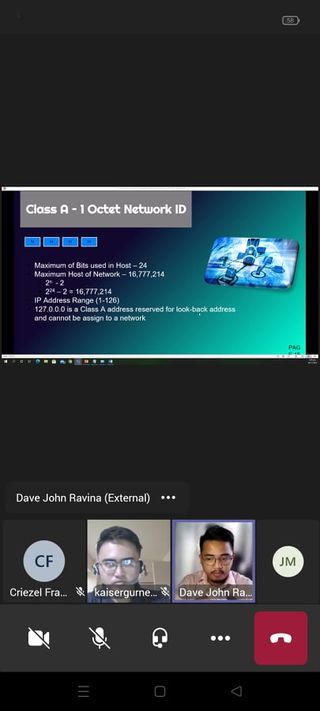 58
Class A - 1 Octet Network ID
Maximum of Bits used in Host – 24
Maximum Host of Network – 16,777,214
- 2
2²⁴ – 2 = 16,777,214
IP Address Range (1-126)
127.0.0.0 is a Class A address reserved for look-back address
and cannot be assign to a network
PAG
Dave John Ravina (External) •••
CF
JM
Criezel Fra...
kaisergurne...
Dave John Ra...